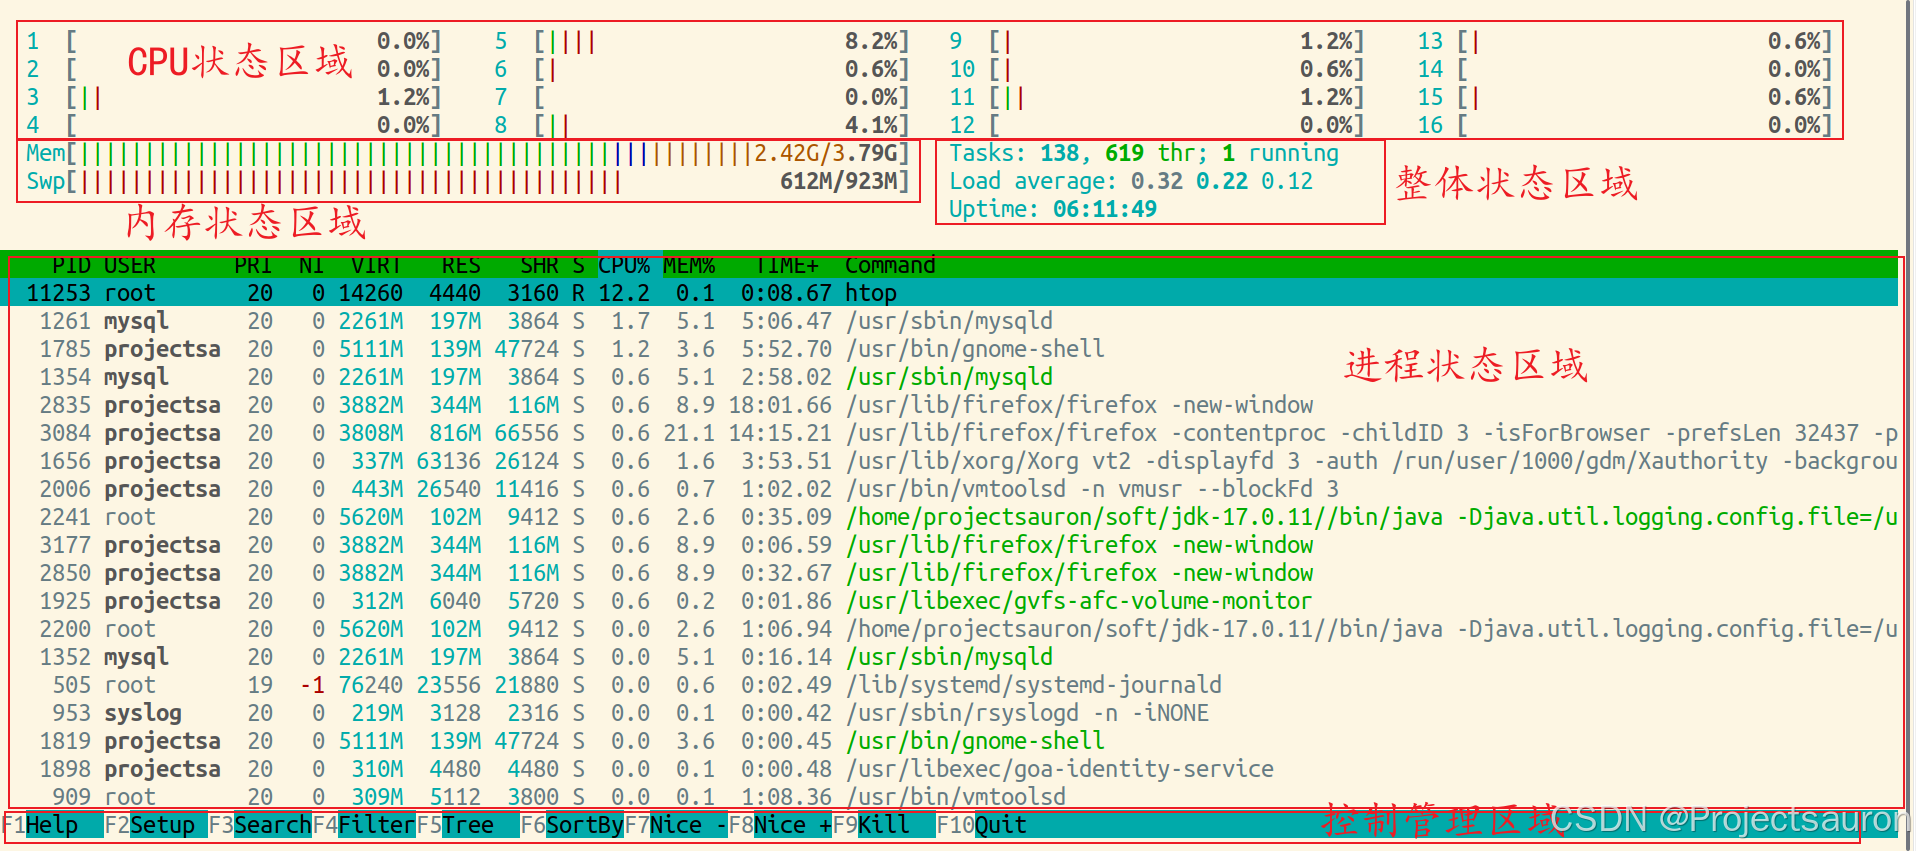 1 [ 0.0%] 5 [|||| 8.2%] 9 [| 1.2%] 13 [| 0.6%]
CPU状态区域
2 [ 0.0%] 6 [| 0.6%] 10 [| 0.6%] 14 [ 0.0%]
3 [|| 1.2%] 7 [ 0.0%] 11 [|| 1.2%] 15 [| 0.6%]
4 [ 0.0%] 8 [|| 4.1%] 12 [ 0.0%] 16 [ 0.0%]
Mem[||||||||||||||||||||||||||||||||||||||||||||||||||||2.42G/3.79G] Tasks: 138, 619 thr; 1 running
Swp[|||||||||||||||||||||||||||||||||||||||||| 612M/923M] Load average: 0.32 0.22 0.12
整体状态区域
Uptime: 06:11:49
内存状态区域
PID USER PRI NI VIRT RES SHR S CPU% MEM% TIME+ Command
11253 root 20 0 14260 4440 3160 R 12.2 0.1 0:08.67 htop
1261 mysql 20 0 2261M 197M 3864 S 1.7 5.1 5:06.47 /usr/sbin/mysqld
1785 projectsa 20 0 5111M 139M 47724 S 1.2 3.6 5:52.70 /usr/bin/gnome-shell
进程状态区域
1354 mysql 20 0 2261M 197M 3864 S 0.6 5.1 2:58.02 /usr/sbin/mysqld
2835 projectsa 20 0 3882M 344M 116M S 0.6 8.9 18:01.66 /usr/lib/firefox/firefox -new-window
3084 projectsa 20 0 3808M 816M 66556 S 0.6 21.1 14:15.21 /usr/lib/firefox/firefox -contentproc -childID 3 -isForBrowser -prefsLen 32437 -p
1656 projectsa 20 0 337M 63136 26124 S 0.6 1.6 3:53.51 /usr/lib/xorg/Xorg vt2 -displayfd 3 -auth /run/user/1000/gdm/Xauthority -backgrou
2006 projectsa 20 0 443M 26540 11416 S 0.6 0.7 1:02.02 /usr/bin/vmtoolsd -n vmusr --blockFd 3
2241 root 20 0 5620M 102M 9412 S 0.6 2.6 0:35.09 /home/projectsauron/soft/jdk-17.0.11//bin/java -Djava.util.logging.config.file=/u
3177 projectsa 20 0 3882M 344M 116M S 0.6 8.9 0:06.59 /usr/lib/firefox/firefox -new-window
2850 projectsa 20 0 3882M 344M 116M S 0.6 8.9 0:32.67 /usr/lib/firefox/firefox -new-window
1925 projectsa 20 0 312M 6040 5720 S 0.6 0.2 0:01.86 /usr/libexec/gvfs-afc-volume-monitor
2200 root 20 0 5620M 102M 9412 S 0.0 2.6 1:06.94 /home/projectsauron/soft/jdk-17.0.11//bin/java -Djava.util.logging.config.file=/u
1352 mysql 20 0 2261M 197M 3864 S 0.0 5.1 0:16.14 /usr/sbin/mysqld
505 root 19 -1 76240 23556 21880 S 0.0 0.6 0:02.49 /lib/systemd/systemd-journald
953 syslog 20 0 219M 3128 2316 S 0.0 0.1 0:00.42 /usr/sbin/rsyslogd -n -iNONE
1819 projectsa 20 0 5111M 139M 47724 S 0.0 3.6 0:00.45 /usr/bin/gnome-shell
1898 projectsa 20 0 310M 4480 4480 S 0.0 0.1 0:00.48 /usr/libexec/goa-identity-service
909 root 20 0 309M 5112 3800 S 0.0 0.1 1:08.36 /usr/bin/vmtoolsd
F1Help F2Setup F3SearchF4FilterF5Tree F6SortByF7Nice -F8Nice +F9Kill F10Quit
控制管理区域
CSDN @Projectsauron